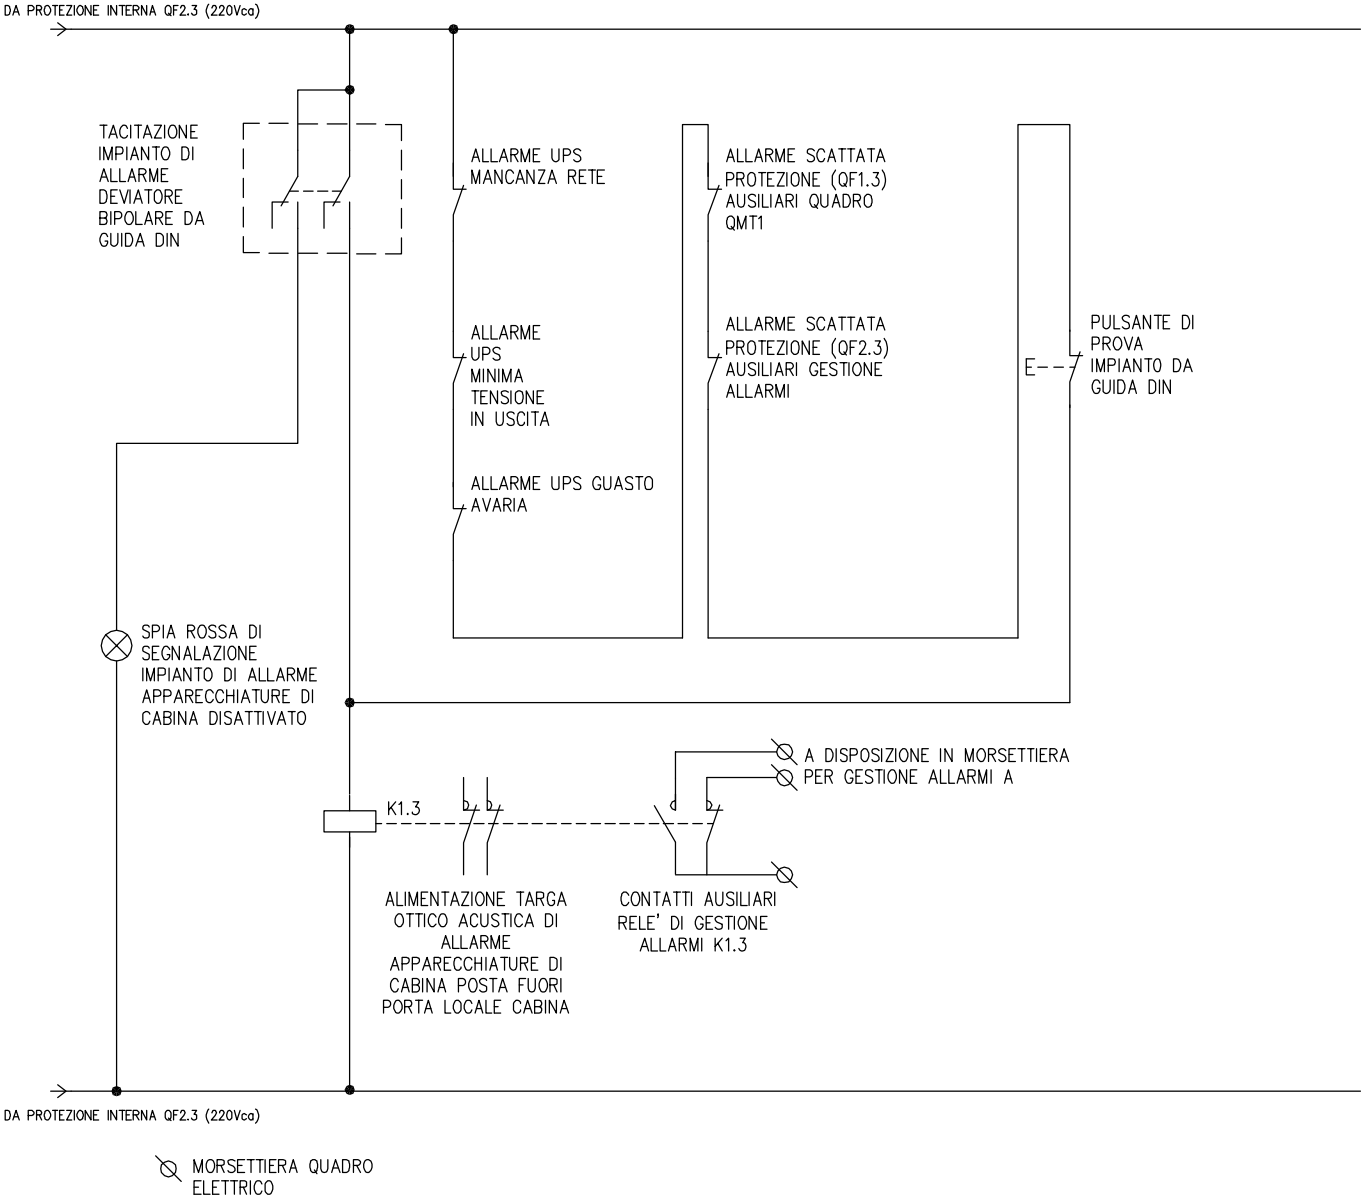 DA PROTEZIONE INTERNA QF2.3 (220Vca)
TACITAZIONE
IMPIANTO DI
ALLARME
DEVIATORE
BIPOLARE DA
GUIDA DIN
ALLARME UPS
MANCANZA RETE
ALLARME SCATTATA
PROTEZIONE (QF1.3)
AUSILIARI QUADRO
QMT1
ALLARME
UPS
MINIMA
TENSIONE
IN USCITA
ALLARME SCATTATA
PROTEZIONE (QF2.3)
AUSILIARI GESTIONE
ALLARMI
PULSANTE DI
PROVA
IMPIANTO DA
GUIDA DIN
E
ALLARME UPS GUASTO
AVARIA
SPIA ROSSA DI
SEGNALAZIONE
IMPIANTO DI ALLARME
APPARECCHIATURE DI
CABINA DISATTIVATO
A DISPOSIZIONE IN MORSETTIERA
PER GESTIONE ALLARMI A
K1.3
ALIMENTAZIONE TARGA
OTTICO ACUSTICA DI
ALLARME
APPARECCHIATURE DI
CABINA POSTA FUORI
PORTA LOCALE CABINA
CONTATTI AUSILIARI
RELE' DI GESTIONE
ALLARMI K1.3
DA PROTEZIONE INTERNA QF2.3 (220Vca)
MORSETTIERA QUADRO
ELETTRICO